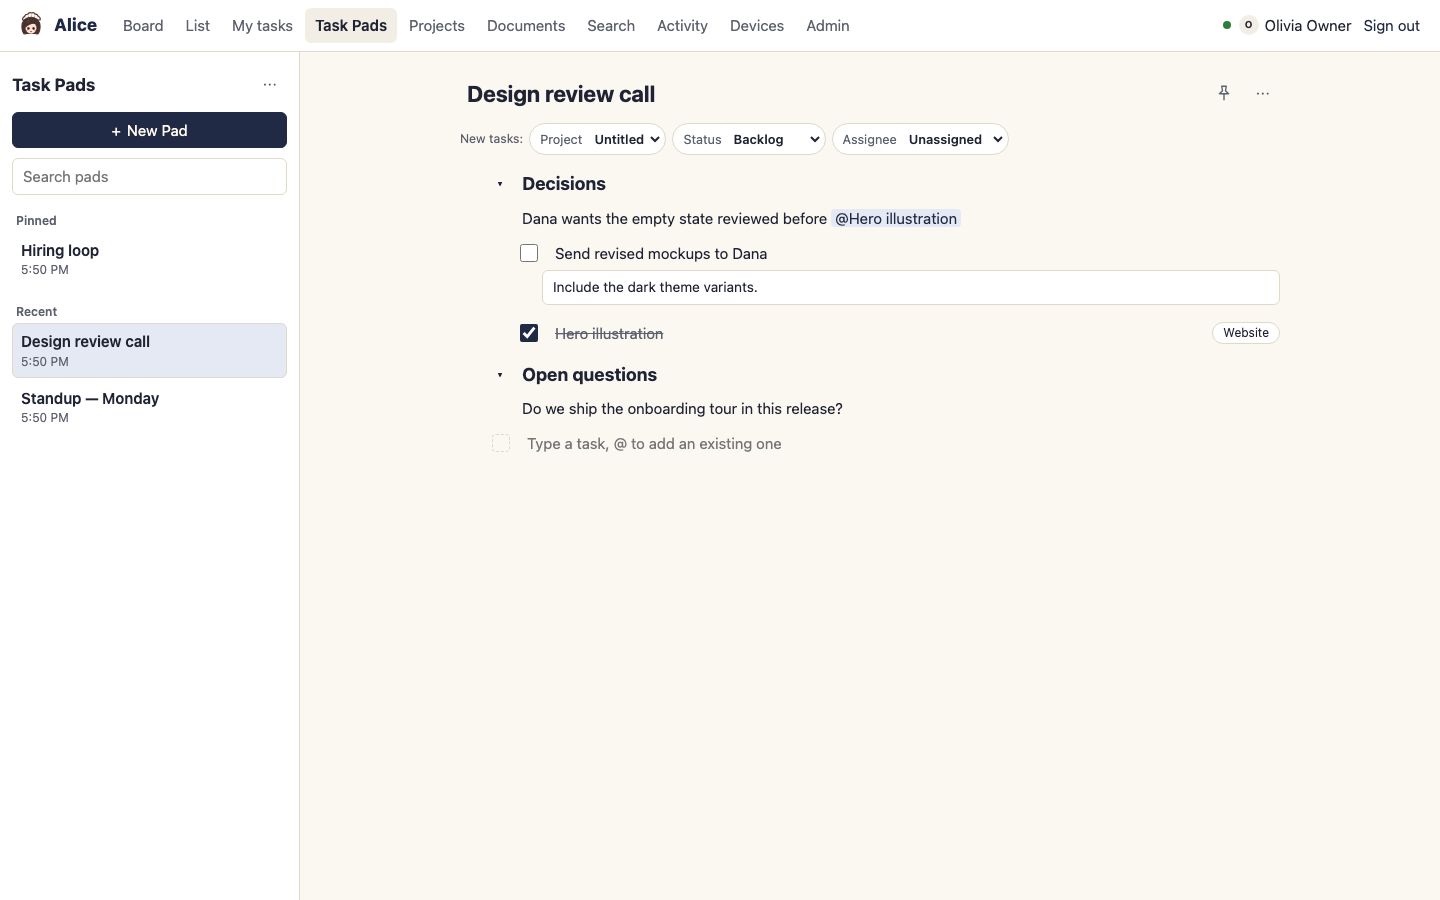 Alice Board List My tasks Task Pads Projects Documents Search Activity Devices Admin O Olivia Owner Sign out
Task Pads ...
+ New Pad
Search pads
Pinned
Hiring loop
5:50 PM
Recent
Design review call
5:50 PM
Standup — Monday
5:50 PM
Design review call ...
New tasks: Project Untitled Status Backlog Assignee Unassigned
Decisions
Dana wants the empty state reviewed before @Hero illustration
Send revised mockups to Dana
Include the dark theme variants.
Hero illustration Website
Open questions
Do we ship the onboarding tour in this release?
Type a task, @ to add an existing one